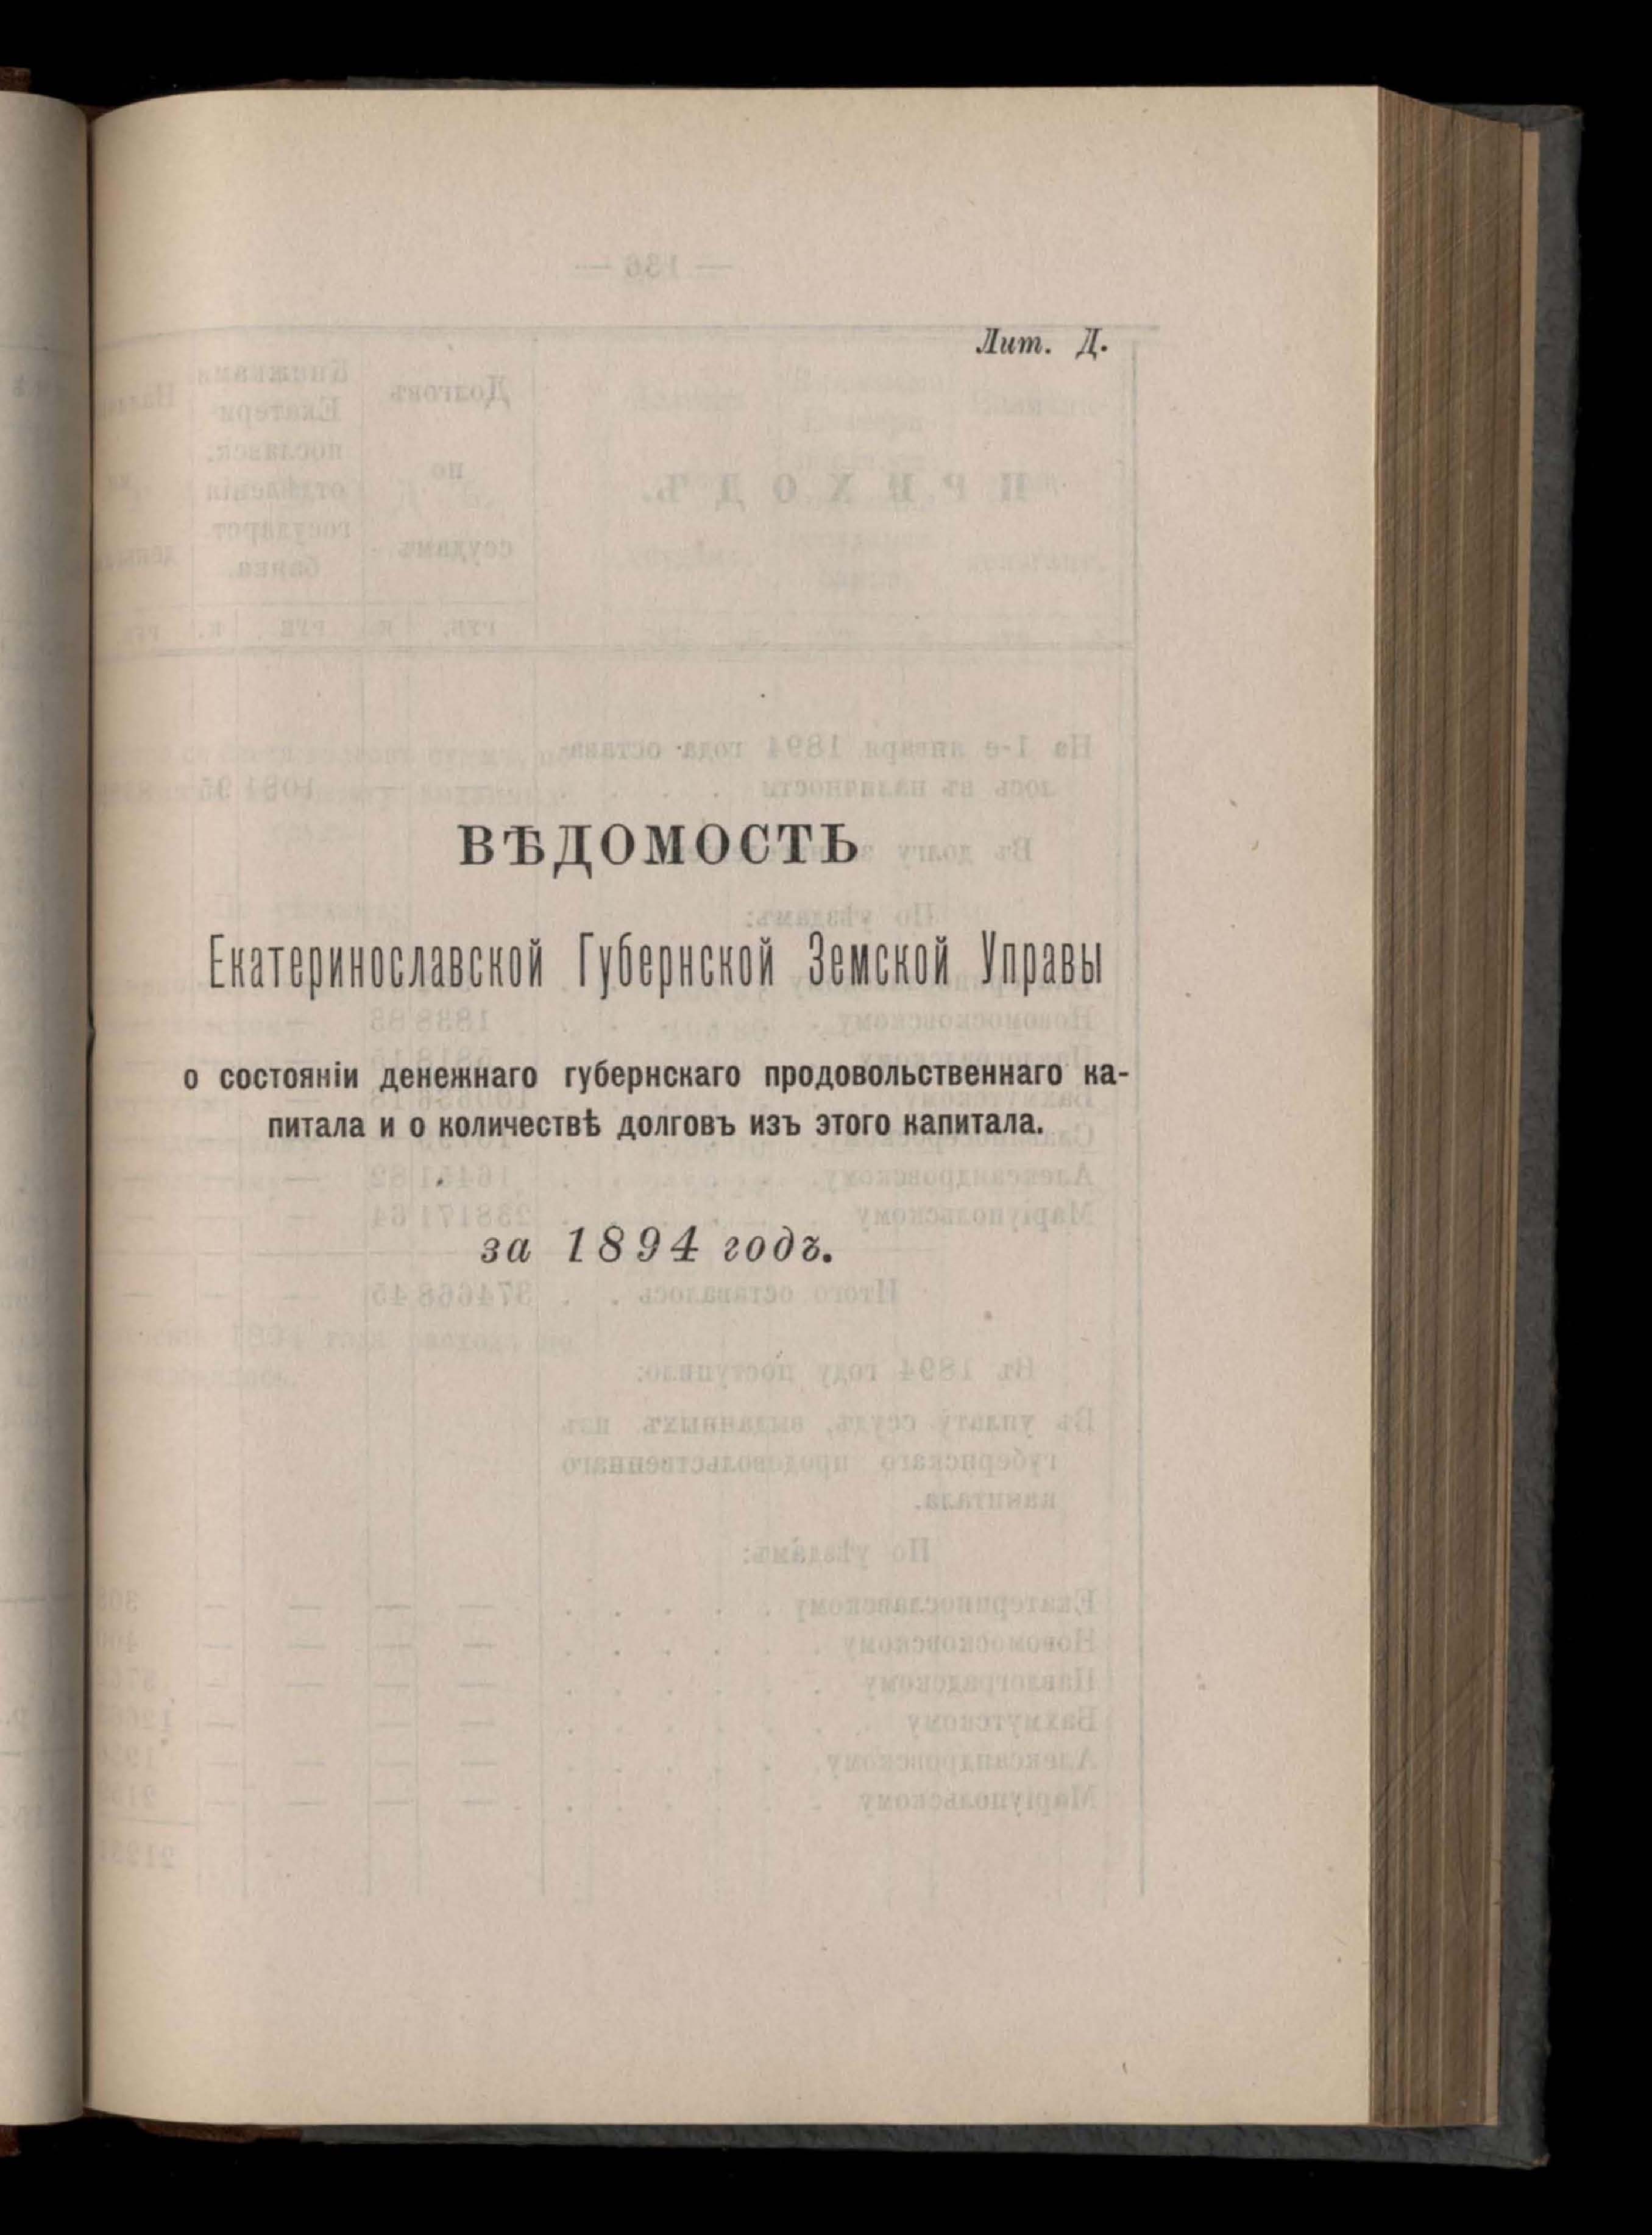 Лит. Д.
ВѢДОМОСТЬ
Екатеринославской Губернской Земской Управы
о состояніи денежнаго губернскаго продовольственнаго ка-
питала и о количествѣ долговъ изъ этого капитала.
за 1894 годъ.